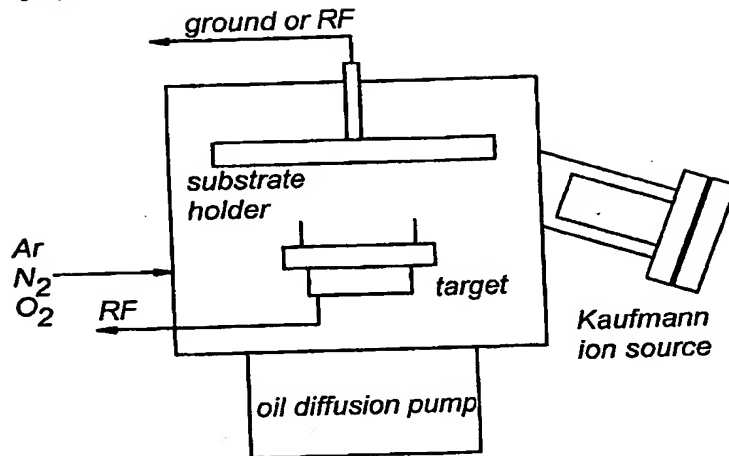 ground or RF
substrate
holder
Ar
N₂
O₂
RF
target
Kaufmann
ion source
oil diffusion pump